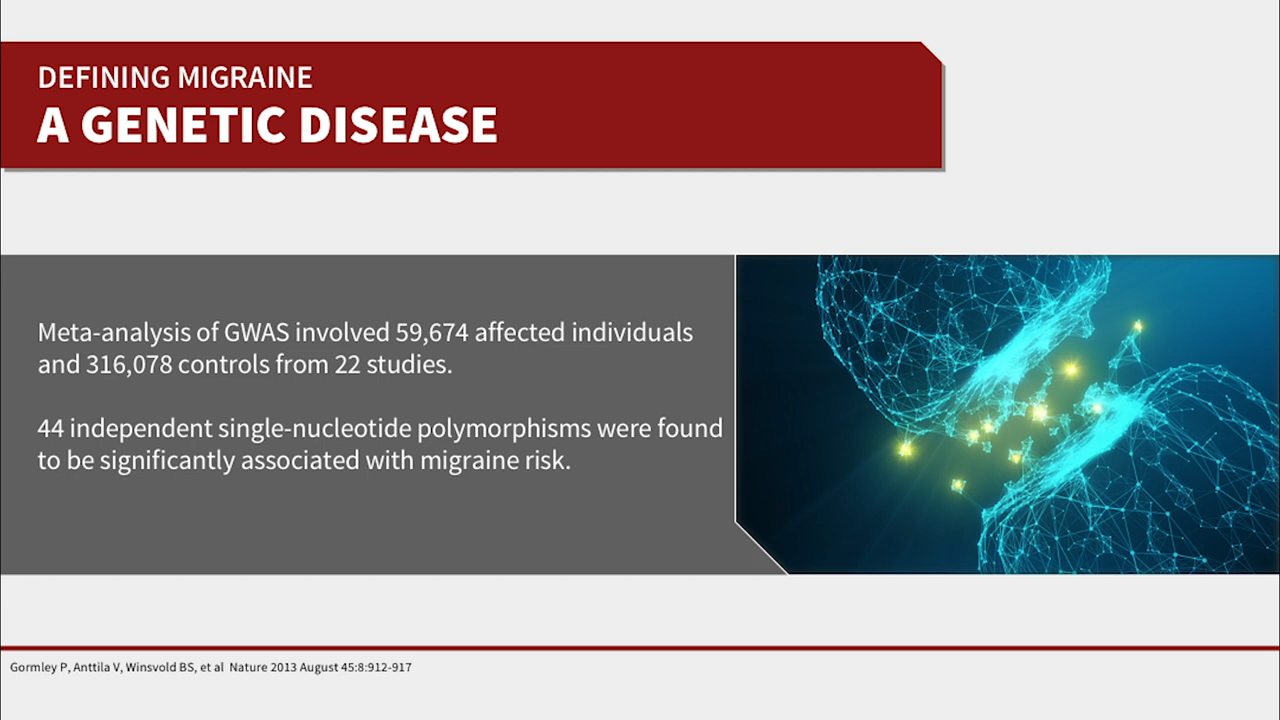 DEFINING MIGRAINE
A GENETIC DISEASE
Meta-analysis of GWAS involved 59,674 affected individuals
and 316,078 controls from 22 studies.
44 independent single-nucleotide polymorphisms were found
to be significantly associated with migraine risk.
Gormley P, Anttila V, Winsvold BS, et al Nature 2013 August 45:8:912-917